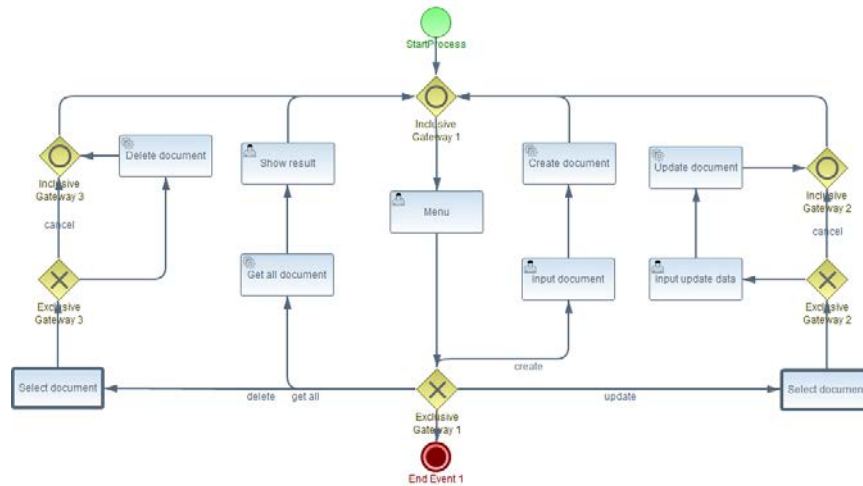 StartProcess
Inclusive
Gateway 1
Delete document
Show result
Create document
Update document
Inclusive
Gateway 3
Inclusive
Gateway 2
cancel
Menu
cancel
Get all document
Input document
Input update data
Exclusive
Gateway 3
Exclusive
Gateway 2
create
Select document
Select document
delete
get all
update
Exclusive
Gateway 1
End Event 1